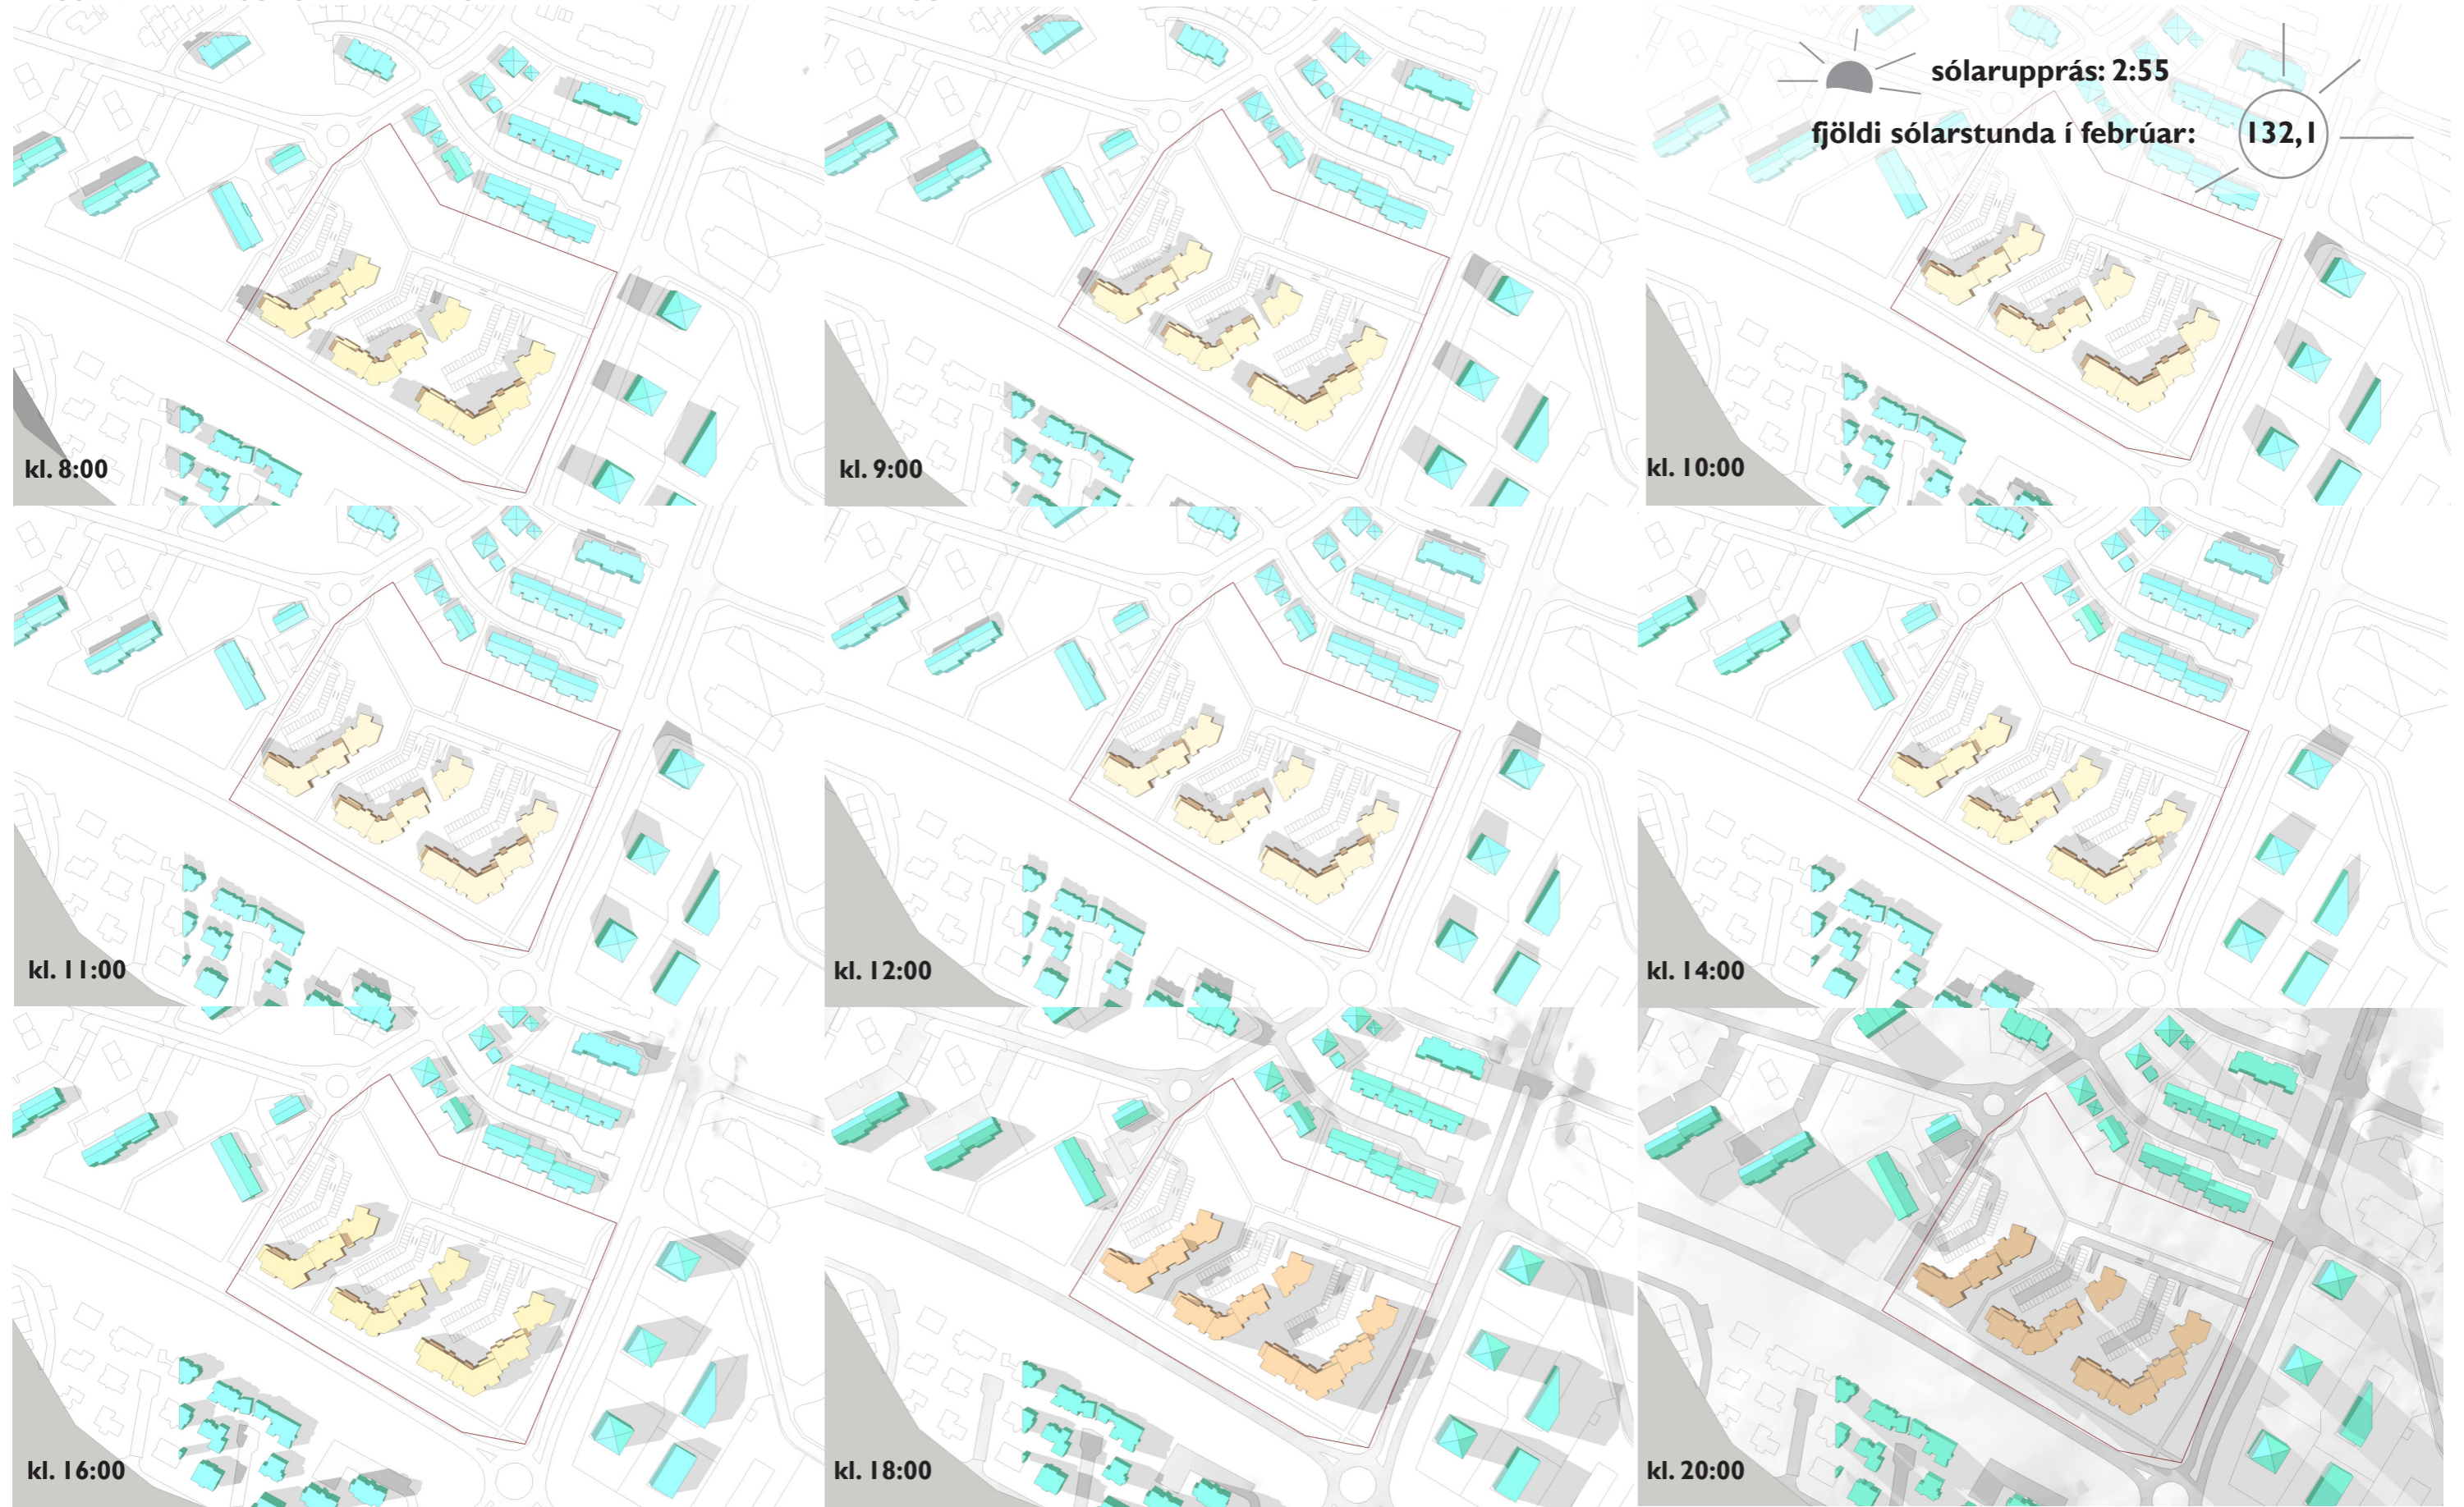 sólarupprás: 2:55
fjöldi sólarstunda í febrúar: 132,1
kl. 8:00
kl. 9:00
kl. 10:00
kl. 11:00
kl. 12:00
kl. 14:00
kl. 16:00
kl. 18:00
kl. 20:00